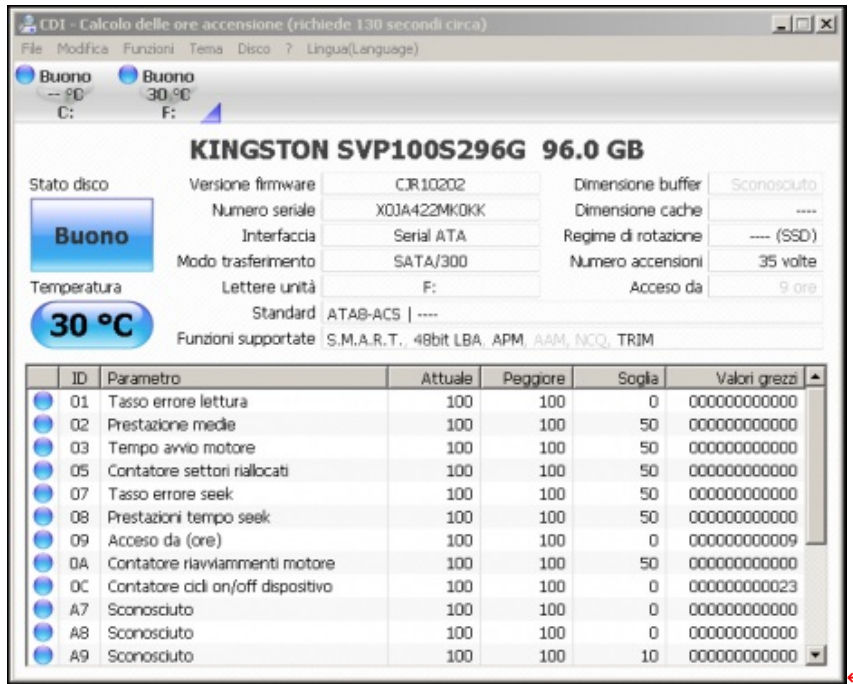 CDI - Calcolo delle ore accensione (richiede 130 secondi circa)
File Modifica Funzioni Tema Disco ? Lingua(Language)
Buono Buono
-- °C 30 °C
C: F:
KINGSTON SVP100S296G 96.0 GB
Stato disco Versione firmware CJR10202 Dimensione buffer Sconosciuto
Numero seriale X0JA422MK0KK Dimensione cache ----
Buono Interfaccia Serial ATA Regime di rotazione ---- (SSD)
Modo trasferimento SATA/300 Numero accensioni 35 volte
Temperatura Lettere unità F: Acceso da 9 ore
30 °C Standard ATA8-ACS | ----
Funzioni supportate S.M.A.R.T., 48bit LBA, APM, AAM, NCQ, TRIM
ID Parametro Attuale Peggiore Soglia Valori grezzi
01 Tasso errore lettura 100 100 0 000000000000
02 Prestazione medie 100 100 50 000000000000
03 Tempo avvio motore 100 100 50 000000000000
05 Contatore settori riallocati 100 100 50 000000000000
07 Tasso errore seek 100 100 50 000000000000
08 Prestazioni tempo seek 100 100 50 000000000000
09 Acceso da (ore) 100 100 0 000000000009
0A Contatore riavviammenti motore 100 100 50 000000000000
0C Contatore cicli on/off dispositivo 100 100 0 000000000023
A7 Sconosciuto 100 100 0 000000000000
A8 Sconosciuto 100 100 0 000000000000
A9 Sconosciuto 100 100 10 000000000000